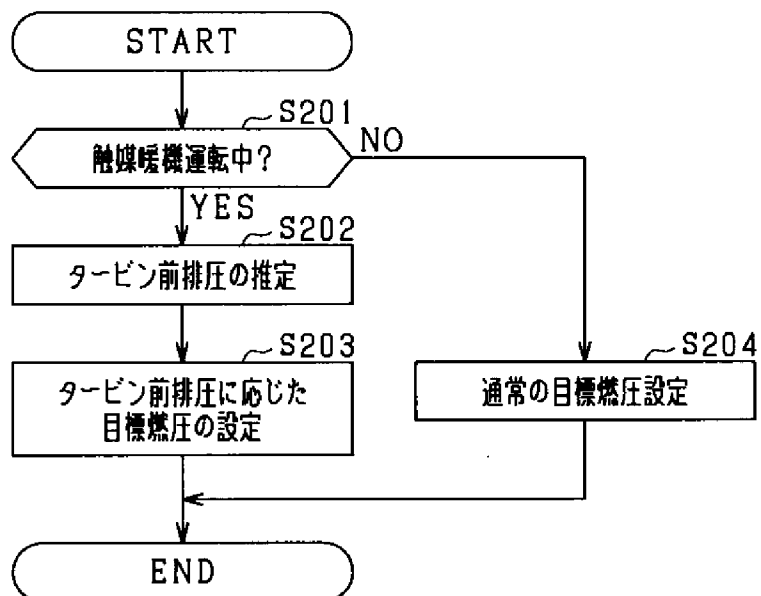 START
S201
触媒暖機運転中？
NO
YES
S202
タービン前排圧の推定
S203
タービン前排圧に応じた
目標燃圧の設定
S204
通常の目標燃圧設定
END